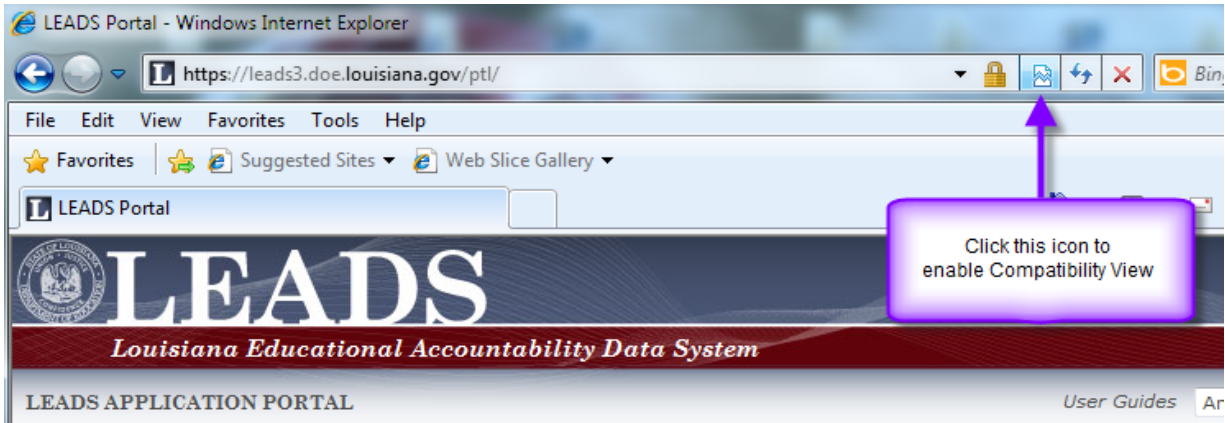 LEADS Portal - Windows Internet Explorer
https://leads3.doe.louisiana.gov/ptl/
Bing
File Edit View Favorites Tools Help
Favorites Suggested Sites Web Slice Gallery
LEADS Portal
Click this icon to
enable Compatibility View
LEADS
Louisiana Educational Accountability Data System
LEADS APPLICATION PORTAL User Guides